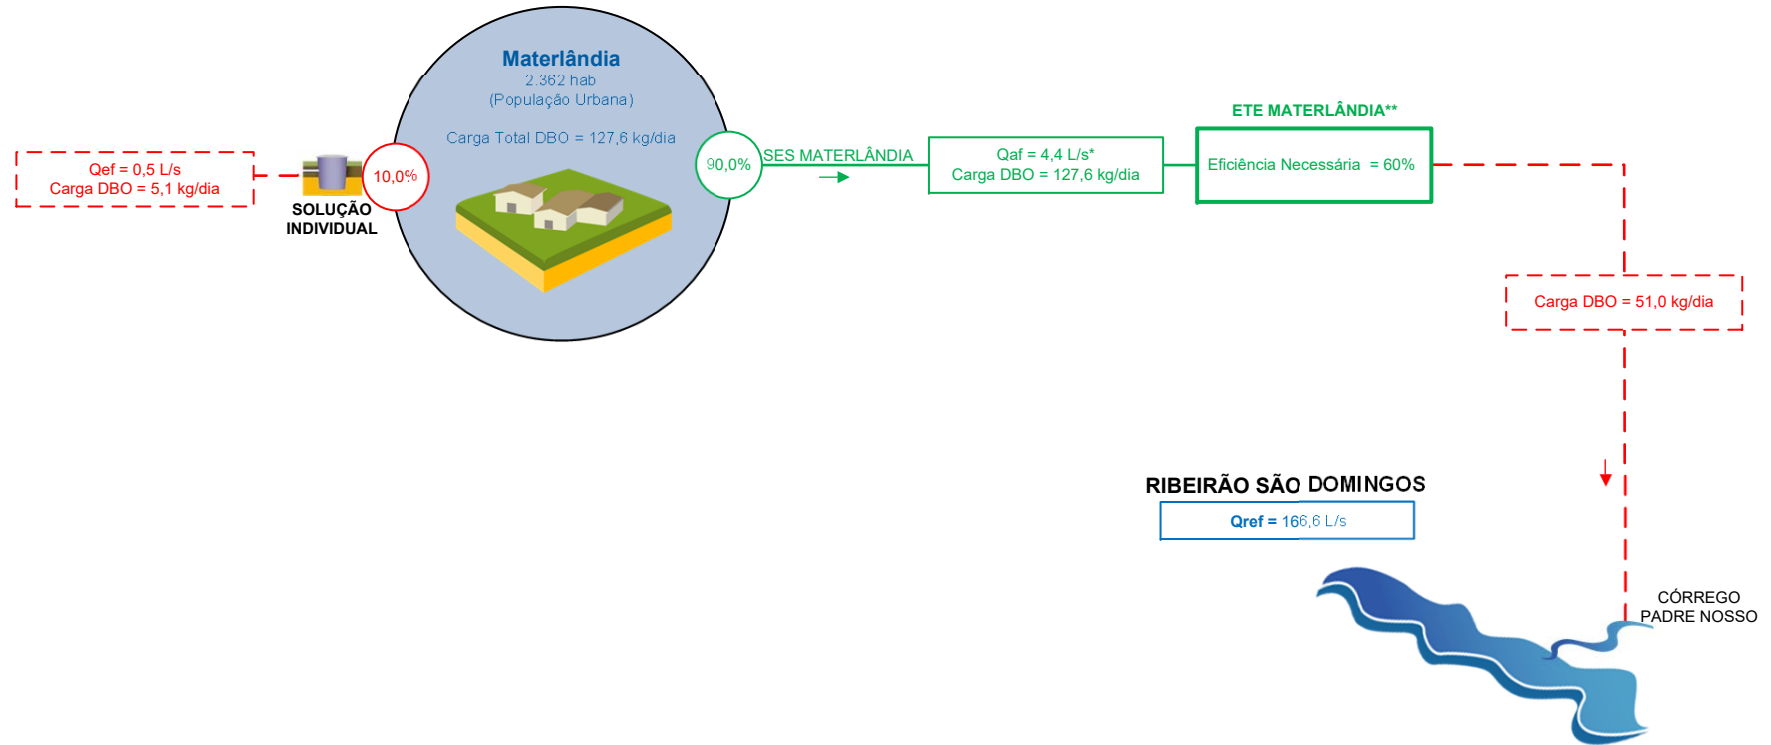 Materlândia
2.362 hab
(População Urbana)
Carga Total DBO = 127,6 kg/dia
Qef = 0,5 L/s
Carga DBO = 5,1 kg/dia
SOLUÇÃO
INDIVIDUAL
10,0%
90,0%
SES MATERLÂNDIA
Qaf = 4,4 L/s*
Carga DBO = 127,6 kg/dia
ETE MATERLÂNDIA**
Eficiência Necessária = 60%
Carga DBO = 51,0 kg/dia
RIBEIRÃO SÃO DOMINGOS
Qref = 166,6 L/s
CÓRREGO
PADRE NOSSO